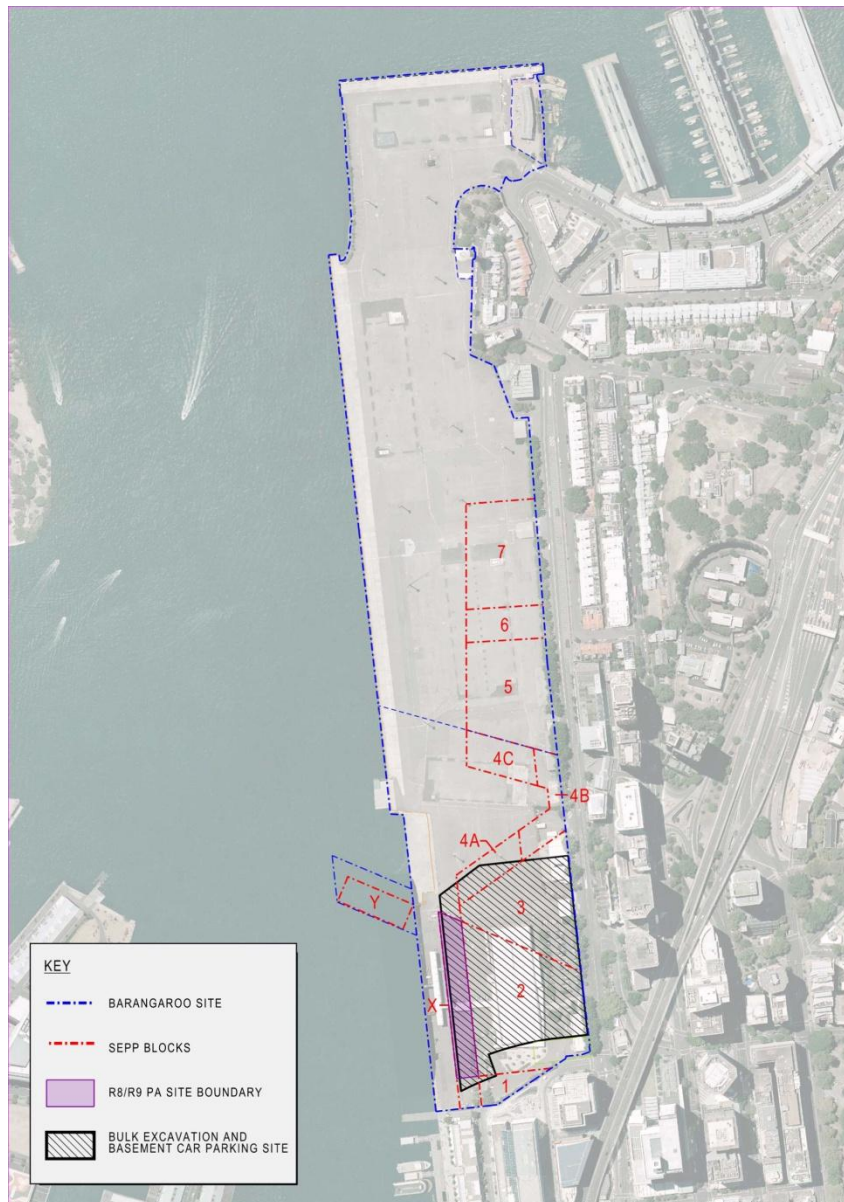 7
6
5
4C
4B
4A
3
Y
2
X
1
KEY
BARANGAROO SITE
SEPP BLOCKS
R8/R9 PA SITE BOUNDARY
BULK EXCAVATION AND
BASEMENT CAR PARKING SITE